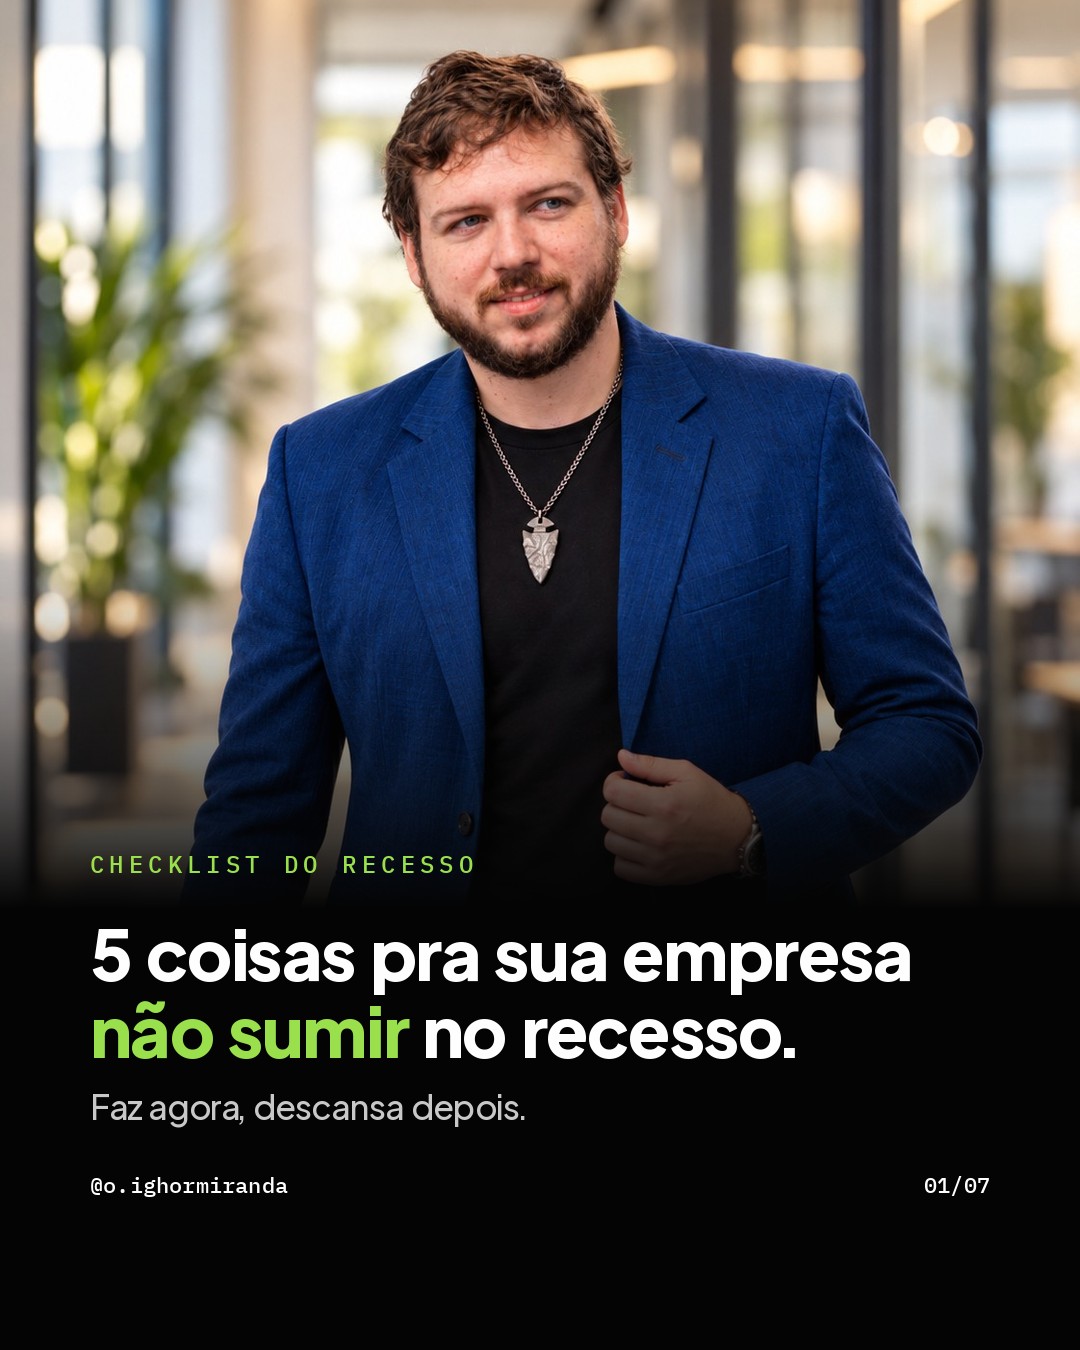 CHECKLIST DO RECESSO
5 coisas pra sua empresa
não sumir no recesso.
Faz agora, descansa depois.
@o.ighormiranda
01/07